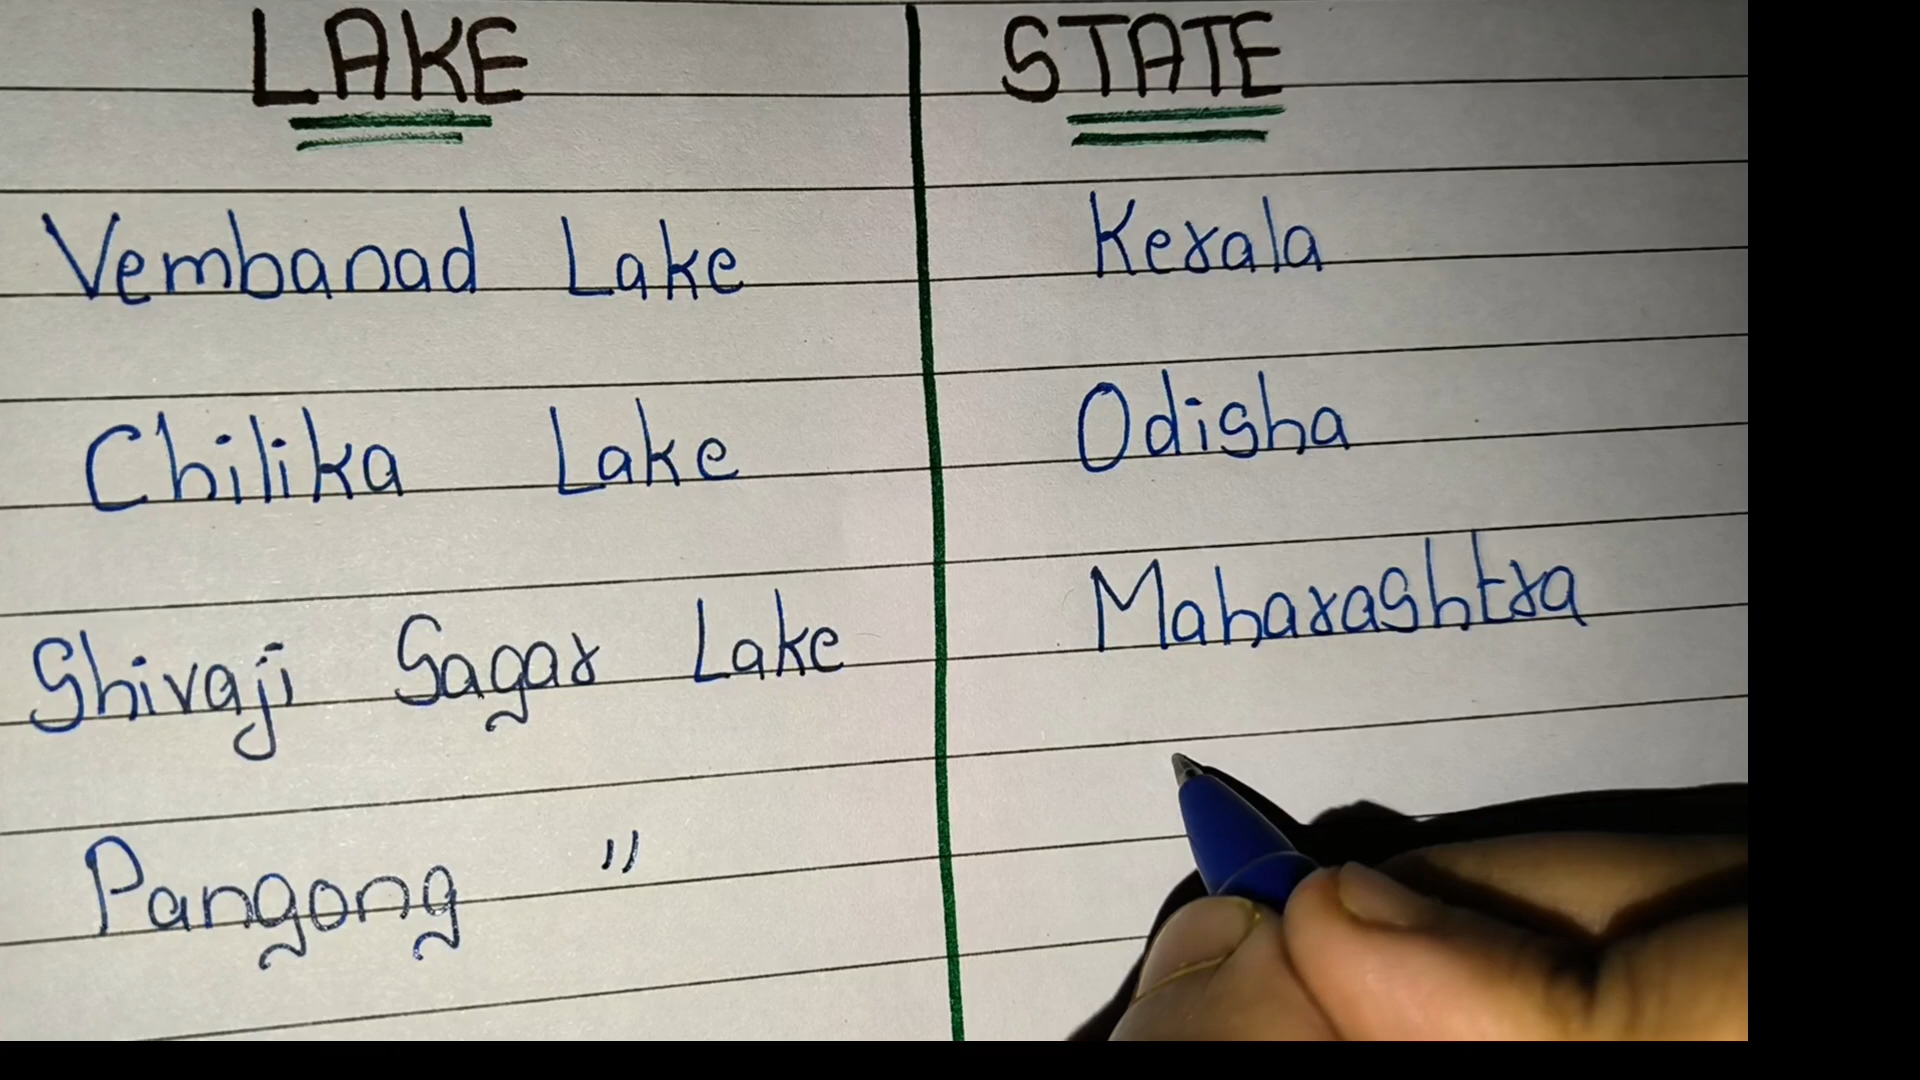 LAKE STATE
Vembanad Lake Kerala
Chilika Lake Odisha
Shivaji Sagar Lake Maharashtra
Pangong "